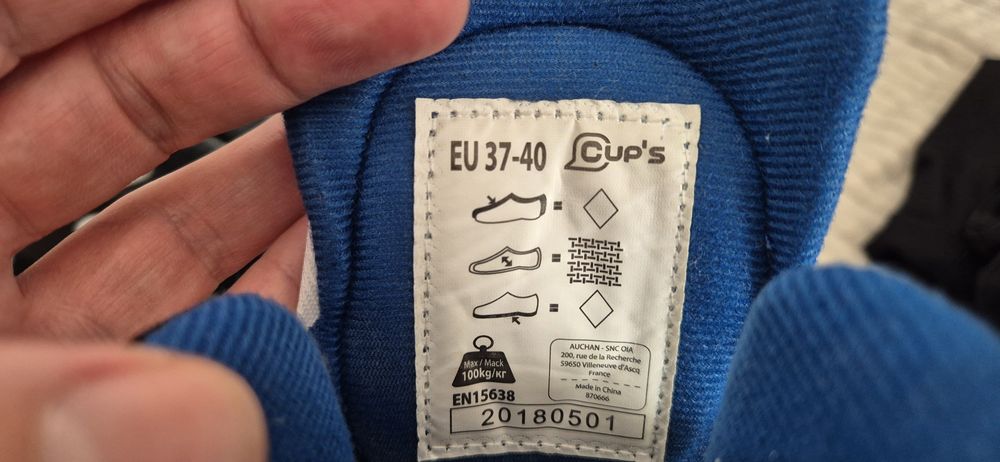 EU 37-40 CUP'S
Max / Mack
100kg/кг
EN15638
AUCHAN - SNC OIA
200, rue de la Recherche
59650 Villeneuve d'Ascq
France
Made in China
870666
20180501